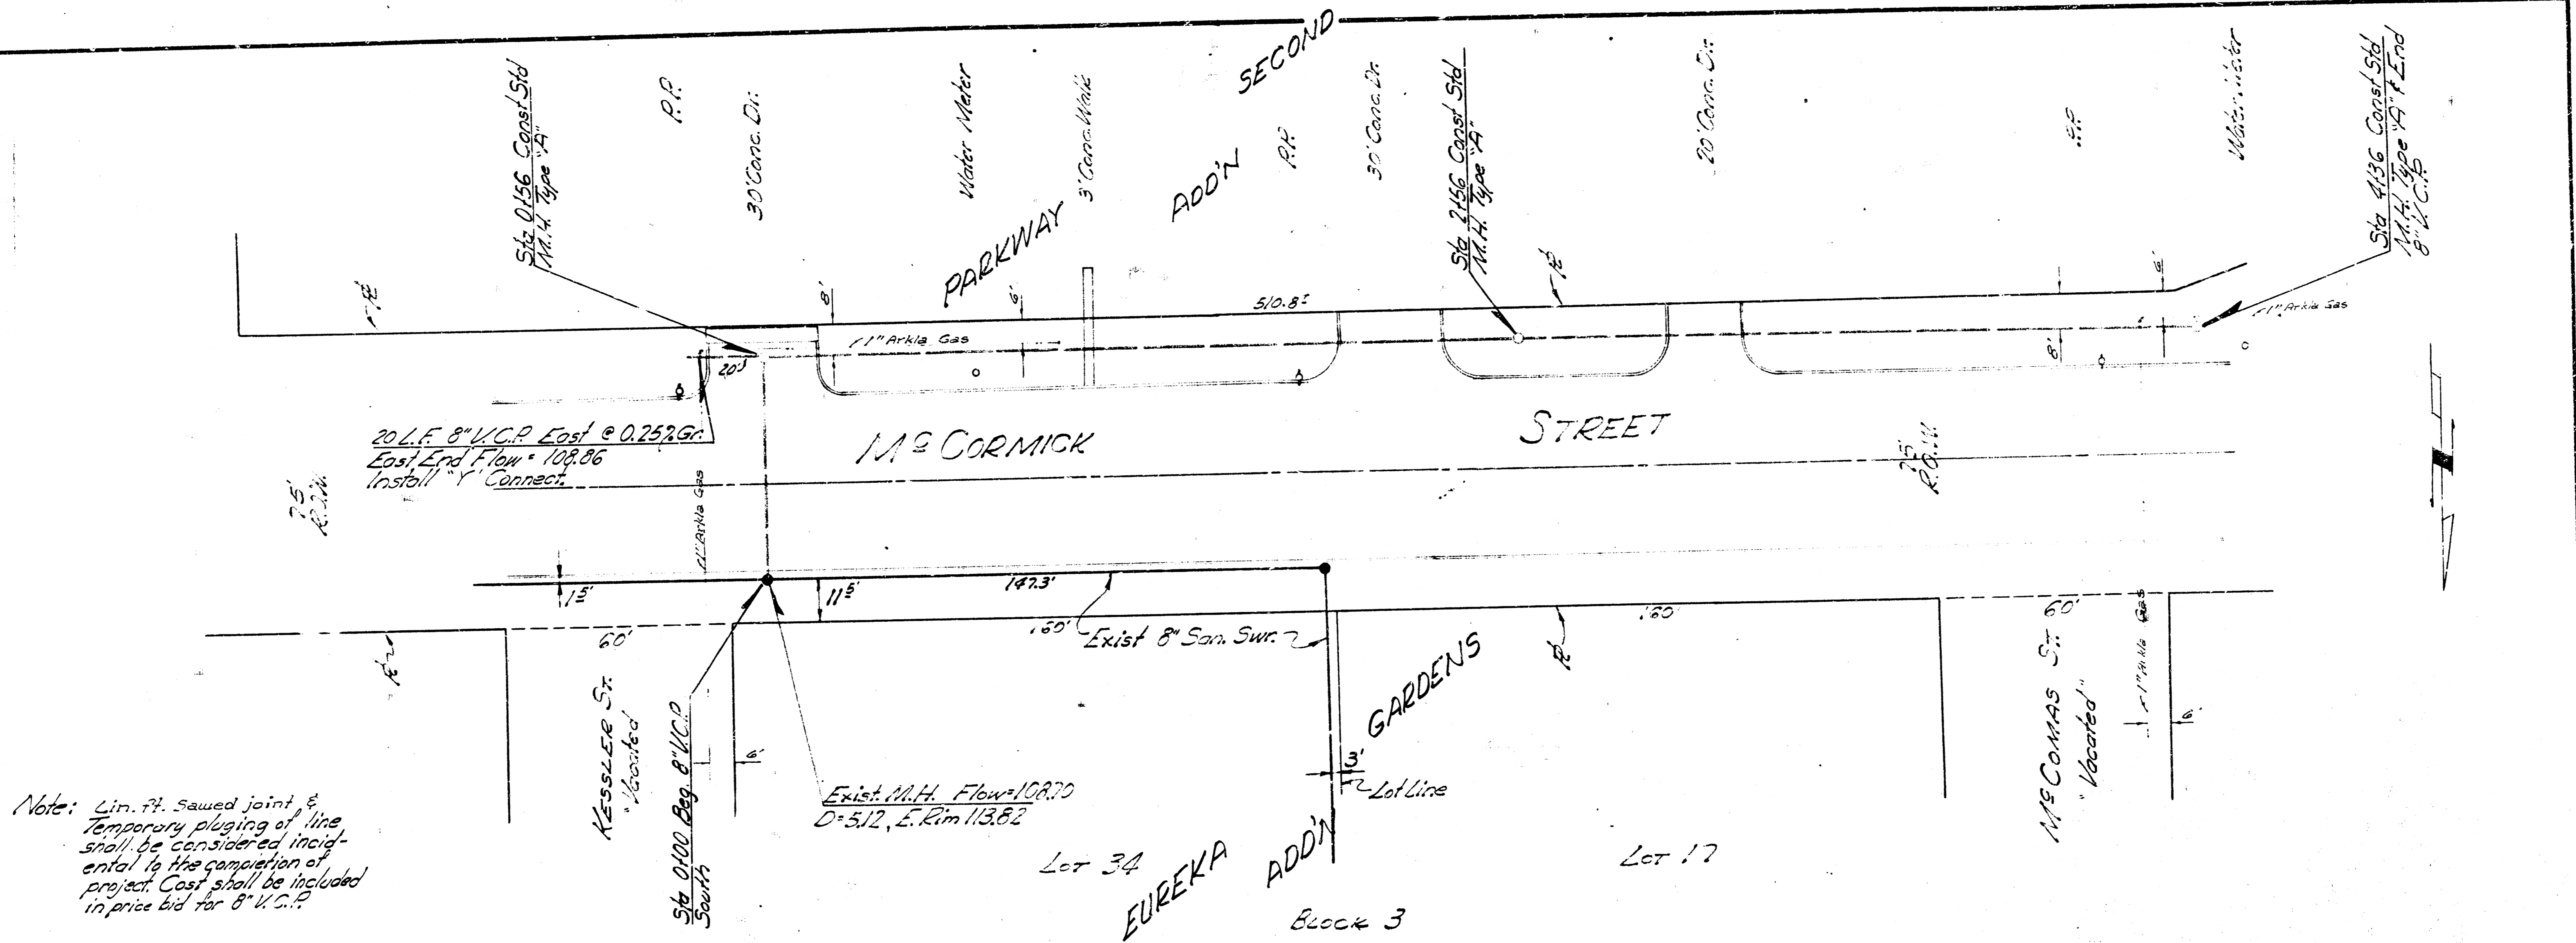 Sta 0+56 Const Std
M.H. Type "A"
P.P.
30' Conc. Dr.
Water Meter
3' Conc. Walk
PARKWAY
ADD'N
SECOND
P.P.
30' Conc. Dr.
Sta 2+56 Const Std
M.H. Type "A"
20' Conc. Dr.
P.P.
Water Meter
Sta 4+36 Const Std
M.H. Type "A" & End
8" V.C.P.
8'
6'
510.8±
1" Arkla Gas
20'
6'
8'
1" Arkla Gas
20 L.F. 8" V.C.P. East @ 0.25% Gr.
East End Flow = 108.86
Install "Y" Connect.
75'
R.O.W.
McCORMICK
STREET
75'
R.O.W.
1" Arkla Gas
1 5'
11 5'
147.3'
60'
160'
Exist 8" San. Swr.
160'
60'
KESSLER ST.
"Vacated"
6'
Sta 0+00 Beg. 8" V.C.P.
South
Exist. M.H. Flow=108.70
D=5.12, E.Rim 113.82
3'
Lot Line
GARDENS
ADD'N
EUREKA
LOT 34
LOT 17
BLOCK 3
McCOMAS ST.
"Vacated"
1" Arkla Gas
6'
Note: Lin. ft. sawed joint &
Temporary pluging of line
shall be considered incid-
ental to the completion of
project. Cost shall be included
in price bid for 8" V.C.P.